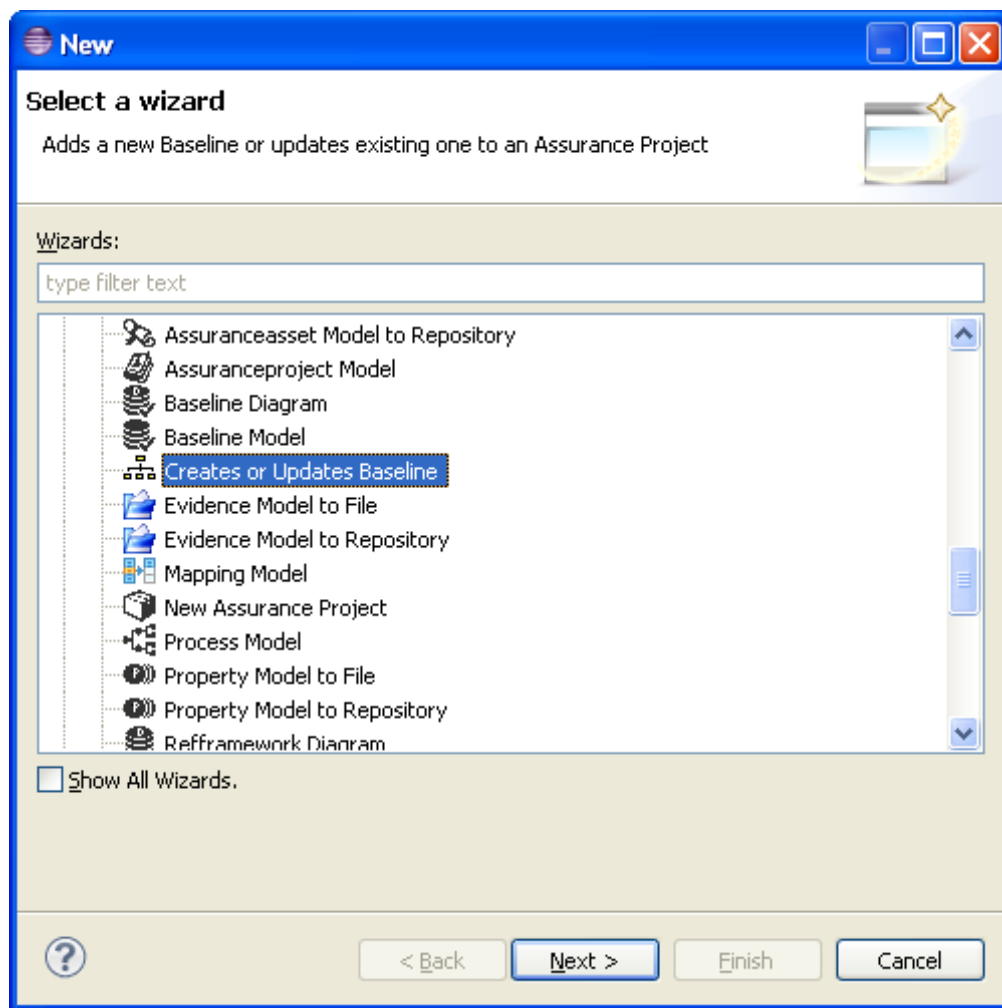 New
Select a wizard
Adds a new Baseline or updates existing one to an Assurance Project
Wizards:
type filter text
Assuranceasset Model to Repository
Assuranceproject Model
Baseline Diagram
Baseline Model
Creates or Updates Baseline
Evidence Model to File
Evidence Model to Repository
Mapping Model
New Assurance Project
Process Model
Property Model to File
Property Model to Repository
Refframework Diagram
Show All Wizards.
< Back
Next >
Finish
Cancel